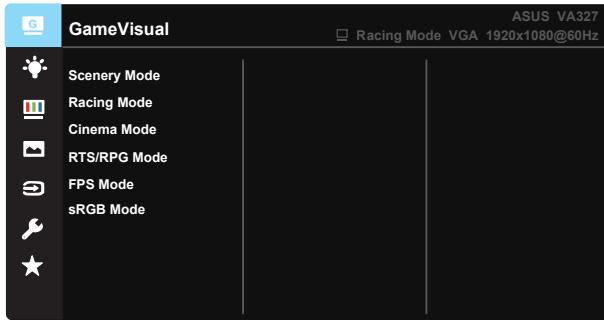 G
GameVisual
ASUS VA327
Racing Mode VGA 1920x1080@60Hz
Scenery Mode
Racing Mode
Cinema Mode
RTS/RPG Mode
FPS Mode
sRGB Mode